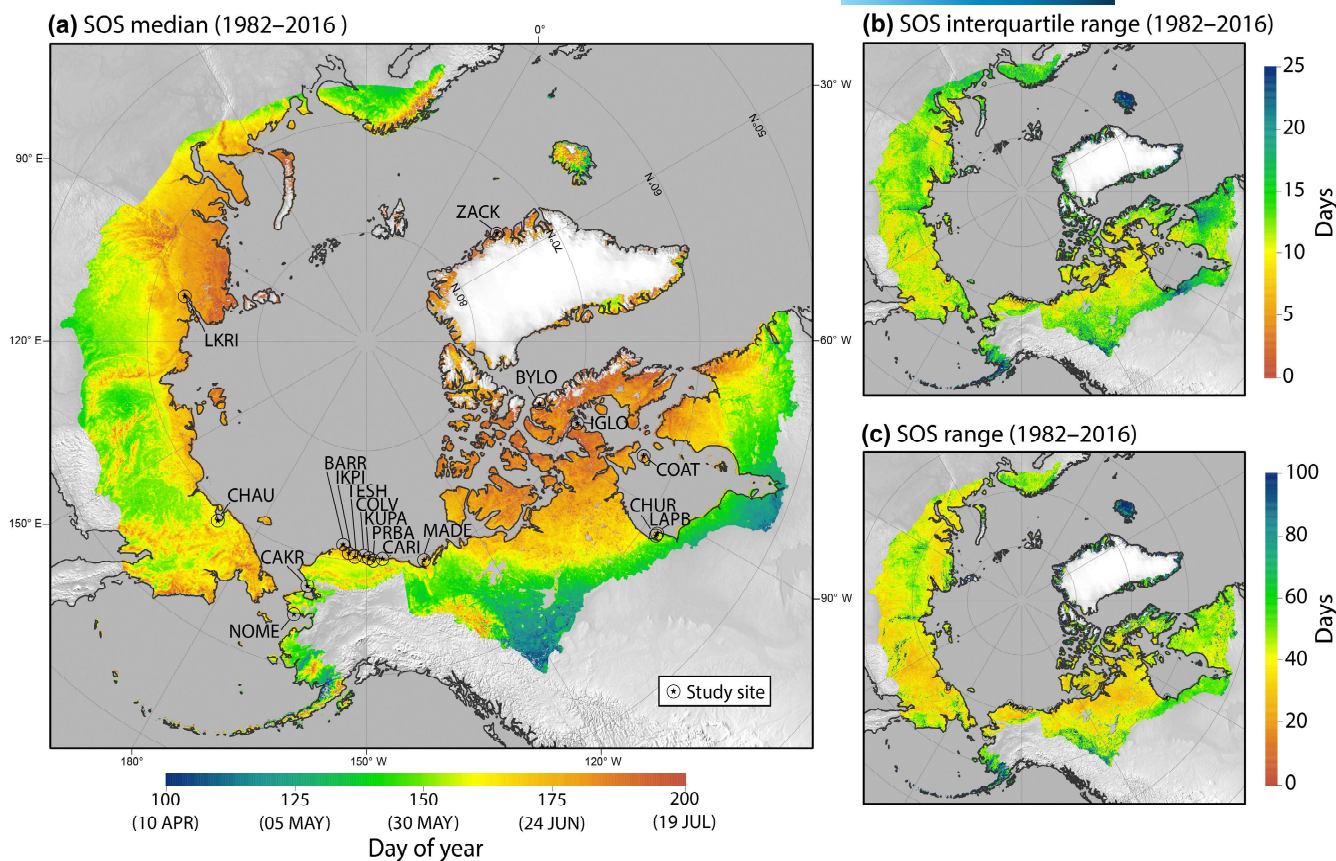 (a) SOS median (1982–2016)
0°
30° W
50°N
60°N
70°N
80°N
90° E
ZACK
LKRI
120° E
60° W
BYLO
IGLO
COAT
BARR
IKPI
TESH
COLV
KUPA
PRBA
CARI
MADE
CHUR
LAPB
CHAU
150° E
CAKR
NOME
90° W
Study site
180°
150°W
120°W
100
125
150
175
200
(10 APR)
(05 MAY)
(30 MAY)
(24 JUN)
(19 JUL)
Day of year
(b) SOS interquartile range (1982–2016)
25
20
15
10
5
0
Days
(c) SOS range (1982–2016)
100
80
60
40
20
0
Days